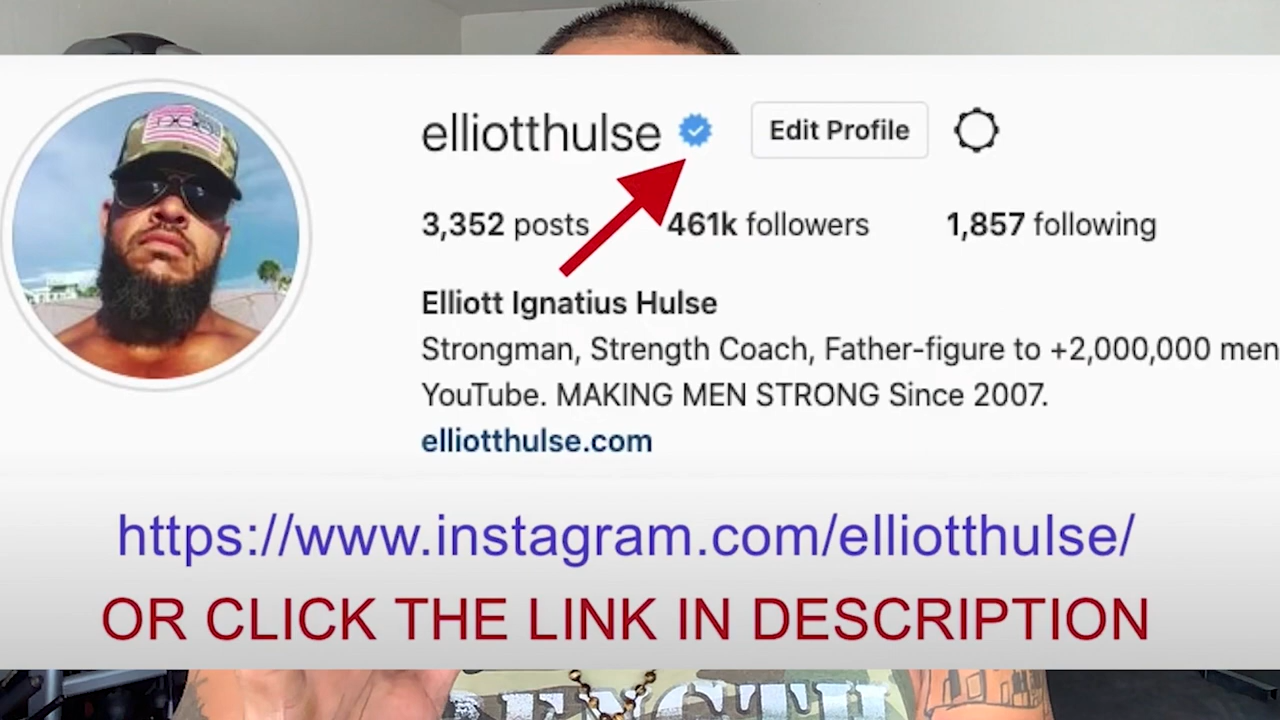 elliotthulse Edit Profile
3,352 posts 461k followers 1,857 following
Elliott Ignatius Hulse
Strongman, Strength Coach, Father-figure to +2,000,000 men
YouTube. MAKING MEN STRONG Since 2007.
elliotthulse.com
https://www.instagram.com/elliotthulse/
OR CLICK THE LINK IN DESCRIPTION